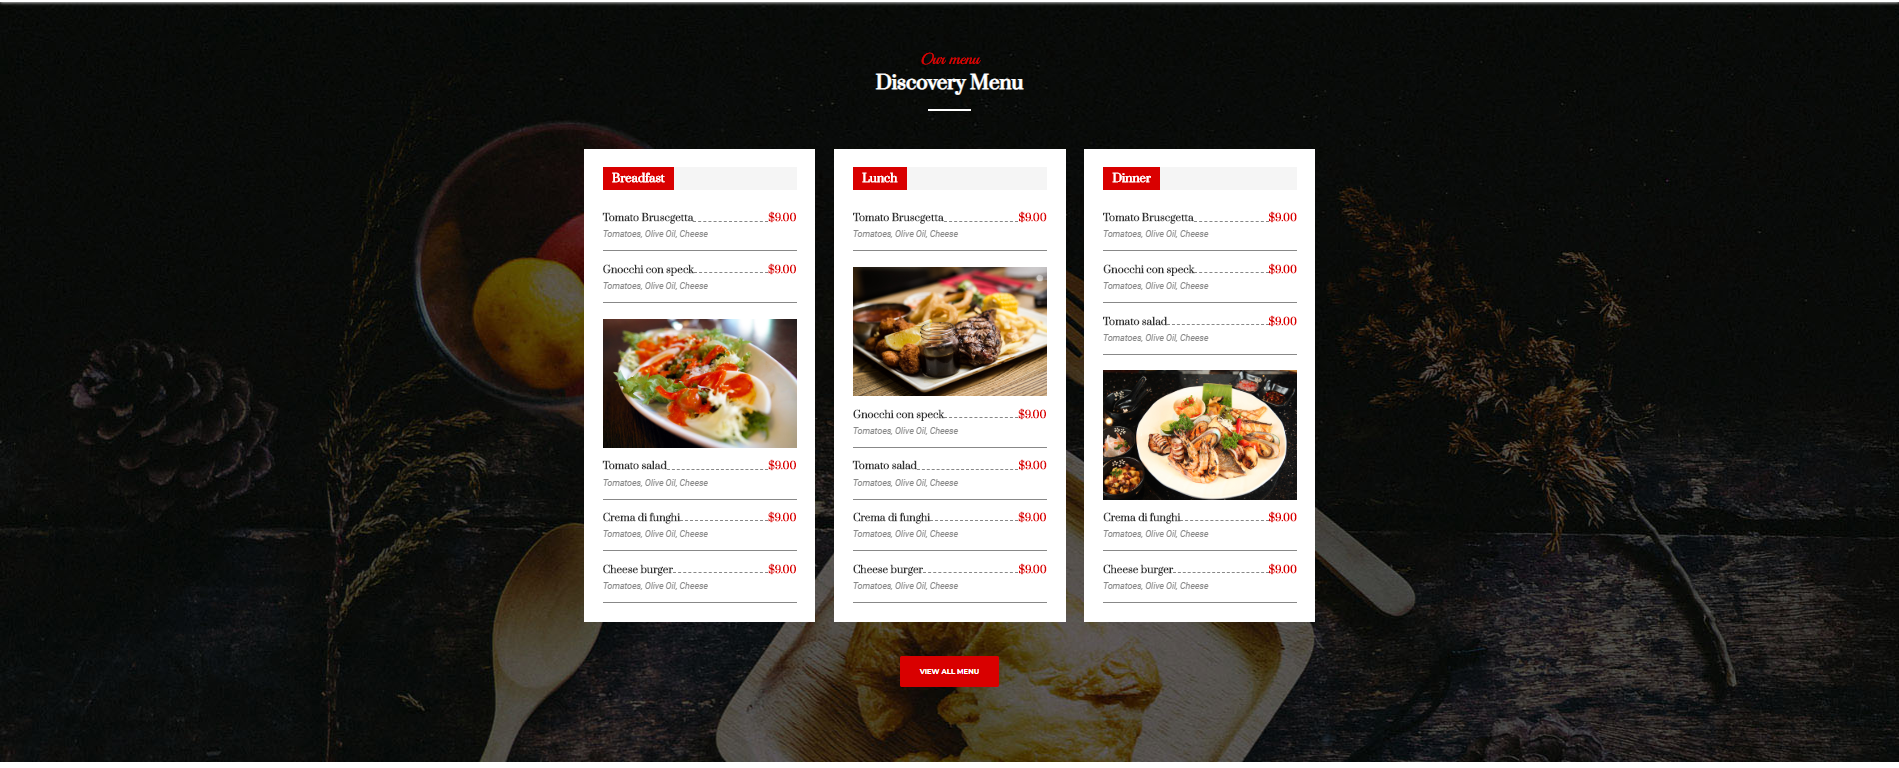 Our menu
Discovery Menu
Breadfast
Tomato Bruscgetta $9.00
Tomatoes, Olive Oil, Cheese
Gnocchi con speck $9.00
Tomatoes, Olive Oil, Cheese
Tomato salad $9.00
Tomatoes, Olive Oil, Cheese
Crema di funghi $9.00
Tomatoes, Olive Oil, Cheese
Cheese burger $9.00
Tomatoes, Olive Oil, Cheese
Lunch
Tomato Bruscgetta $9.00
Tomatoes, Olive Oil, Cheese
Gnocchi con speck $9.00
Tomatoes, Olive Oil, Cheese
Tomato salad $9.00
Tomatoes, Olive Oil, Cheese
Crema di funghi $9.00
Tomatoes, Olive Oil, Cheese
Cheese burger $9.00
Tomatoes, Olive Oil, Cheese
Dinner
Tomato Bruscgetta $9.00
Tomatoes, Olive Oil, Cheese
Gnocchi con speck $9.00
Tomatoes, Olive Oil, Cheese
Tomato salad $9.00
Tomatoes, Olive Oil, Cheese
Crema di funghi $9.00
Tomatoes, Olive Oil, Cheese
Cheese burger $9.00
Tomatoes, Olive Oil, Cheese
VIEW ALL MENU